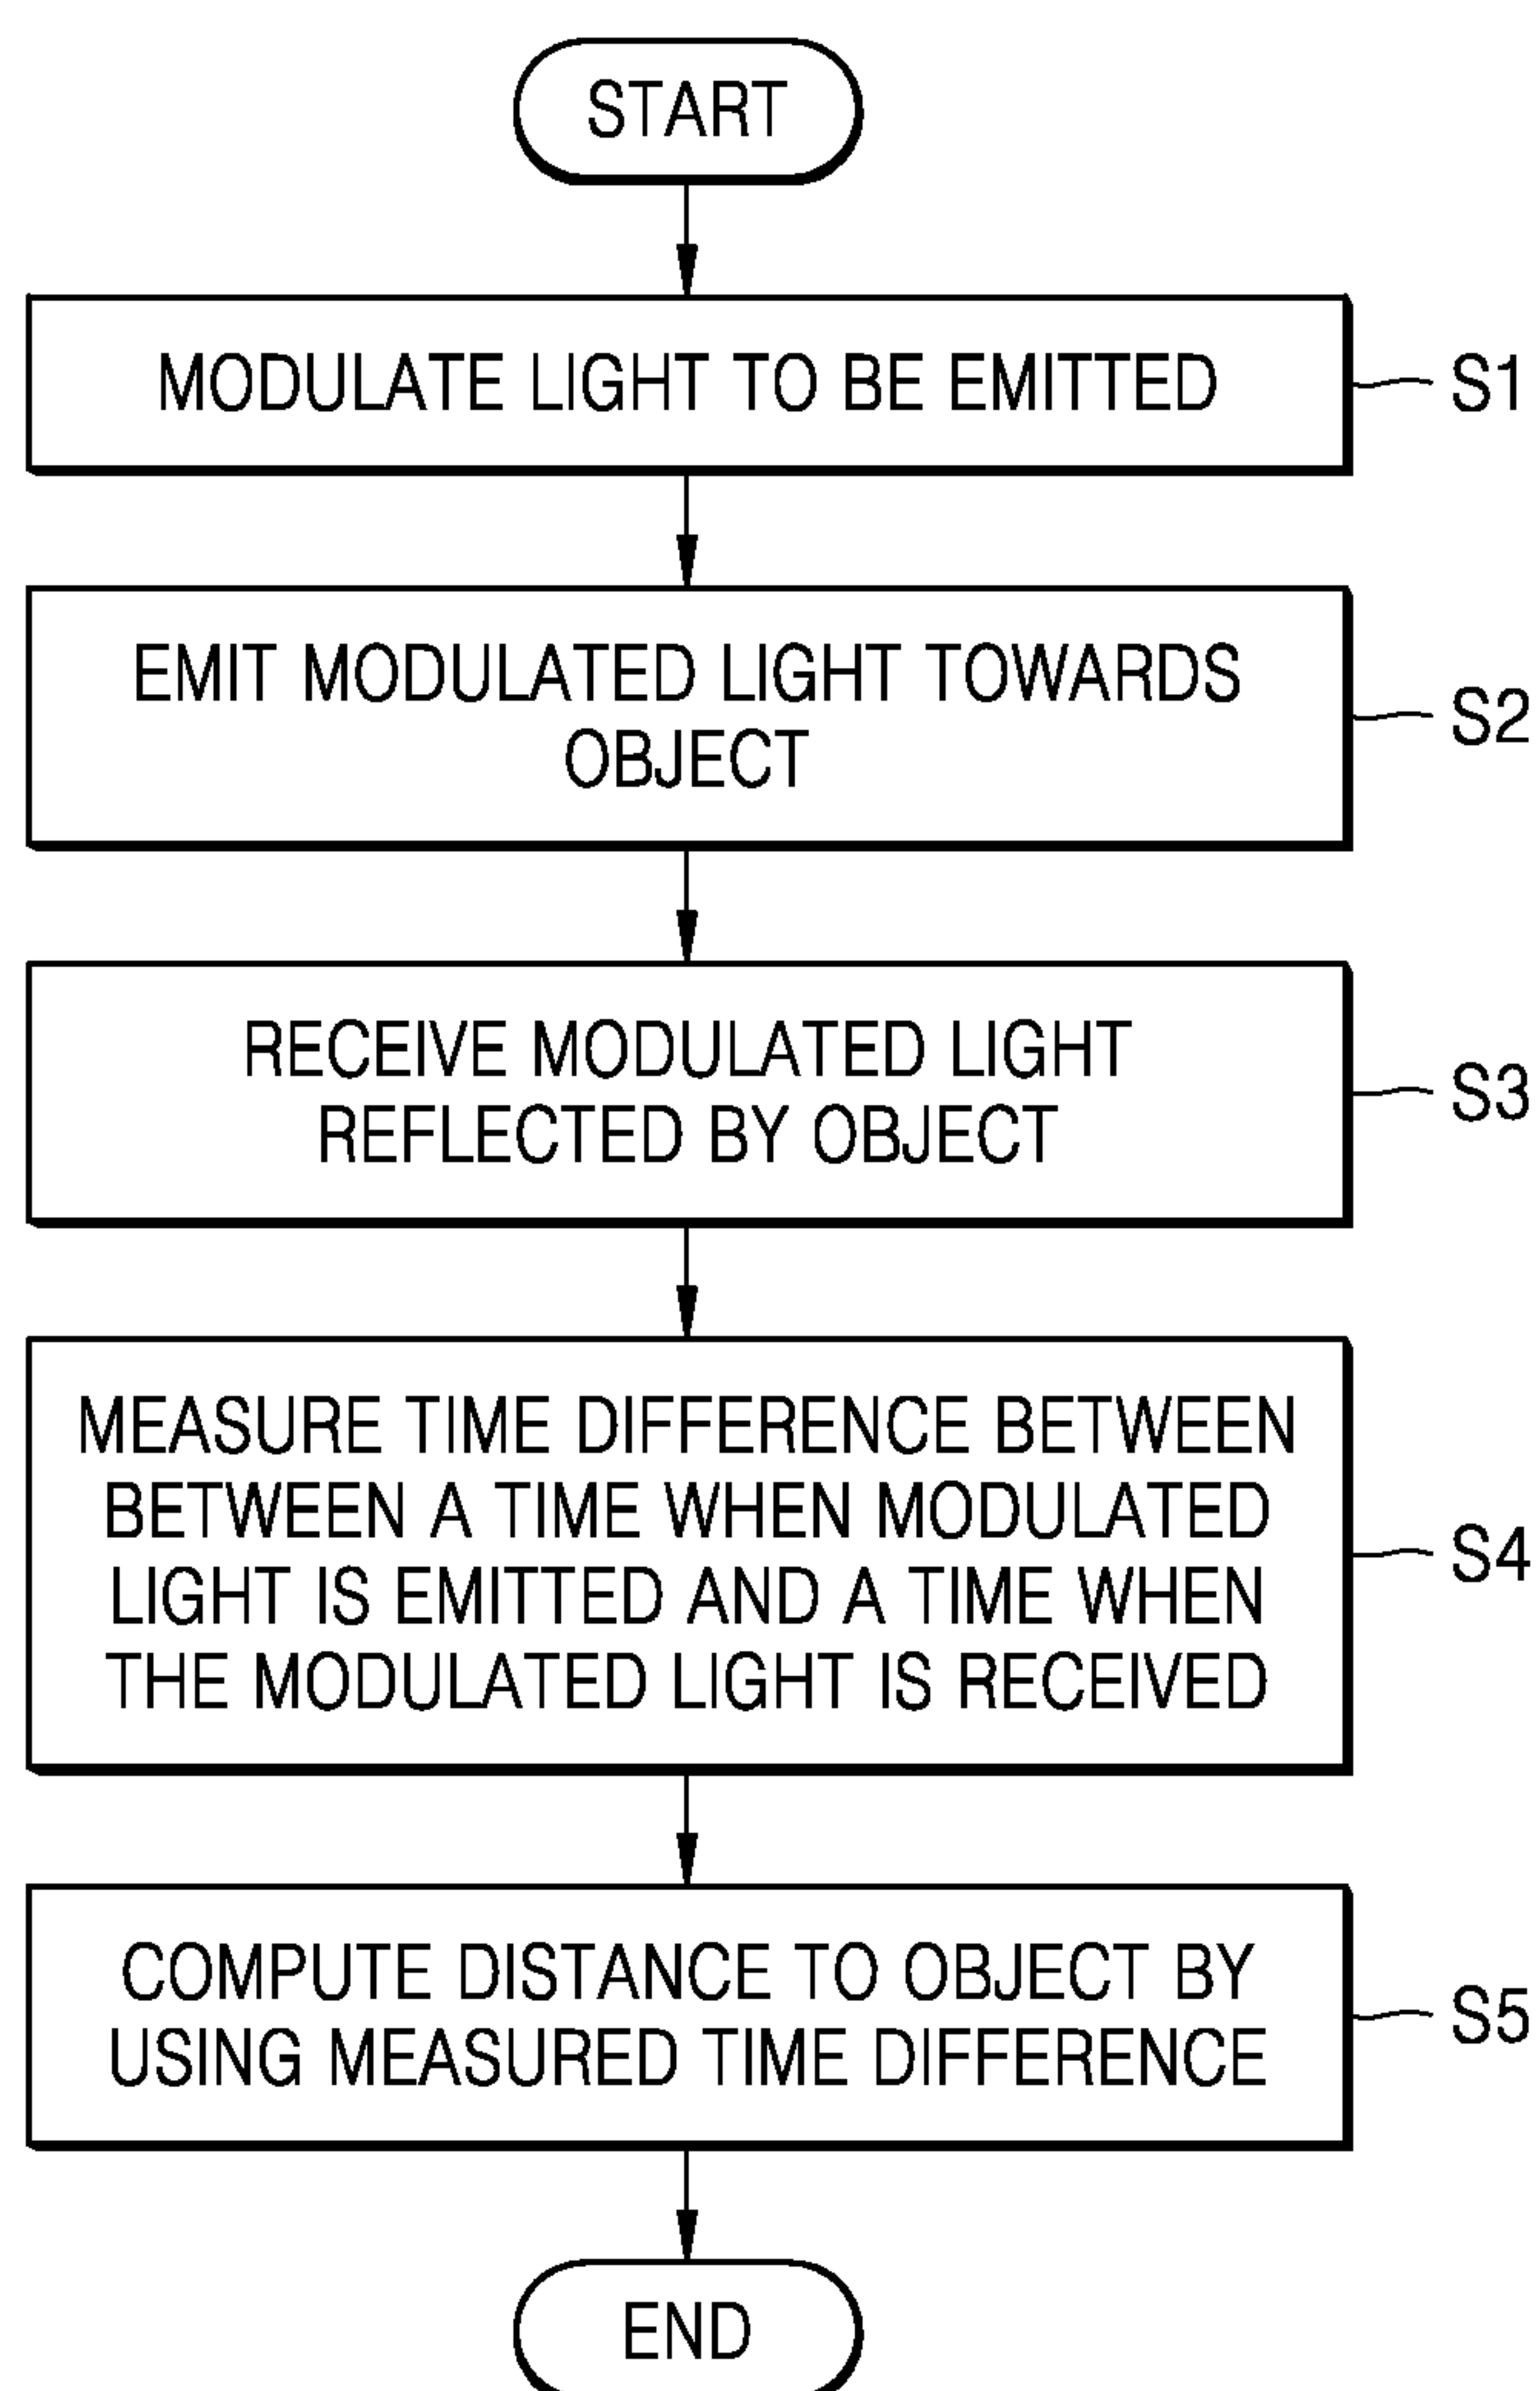 START
MODULATE LIGHT TO BE EMITTED
S1
EMIT MODULATED LIGHT TOWARDS
OBJECT
S2
RECEIVE MODULATED LIGHT
REFLECTED BY OBJECT
S3
MEASURE TIME DIFFERENCE BETWEEN
BETWEEN A TIME WHEN MODULATED
LIGHT IS EMITTED AND A TIME WHEN
THE MODULATED LIGHT IS RECEIVED
S4
COMPUTE DISTANCE TO OBJECT BY
USING MEASURED TIME DIFFERENCE
S5
END